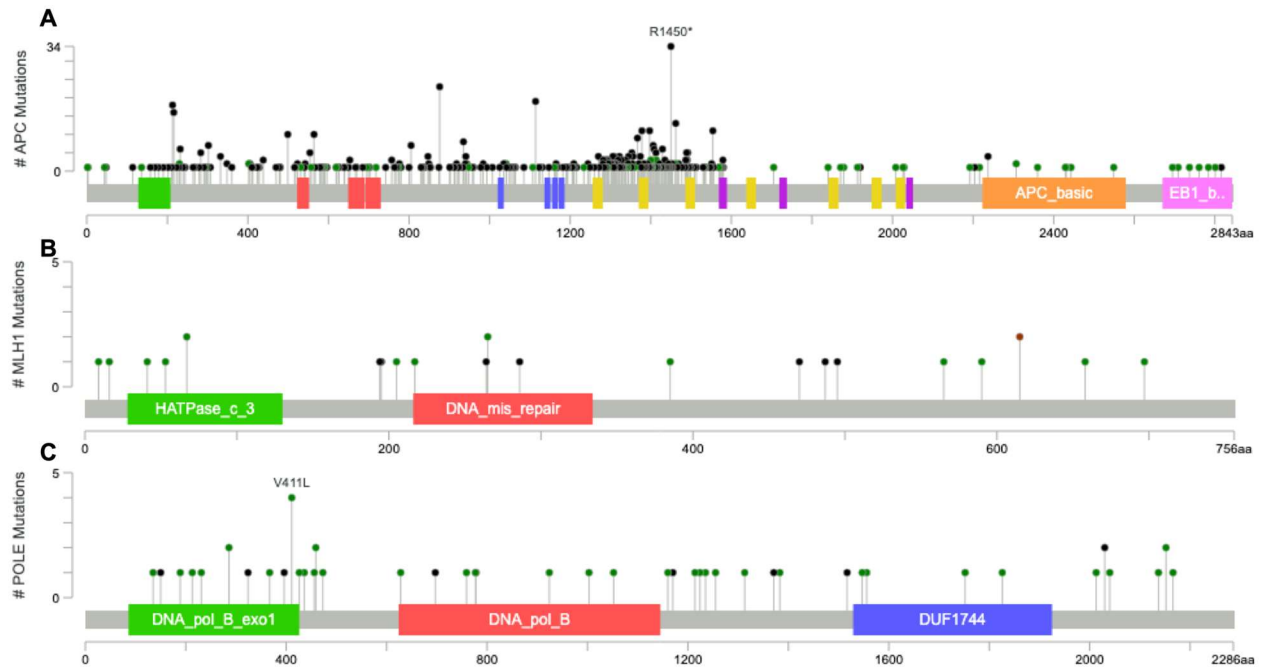 A
R1450*
34
# APC Mutations
0
APC_basic
EB1_b..
0 400 800 1200 1600 2000 2400 2843aa
B
5
# MLH1 Mutations
0
HATPase_c_3
DNA_mis_repair
0 200 400 600 756aa
C
5
V411L
# POLE Mutations
0
DNA_pol_B_exo1
DNA_pol_B
DUF1744
0 400 800 1200 1600 2000 2286aa